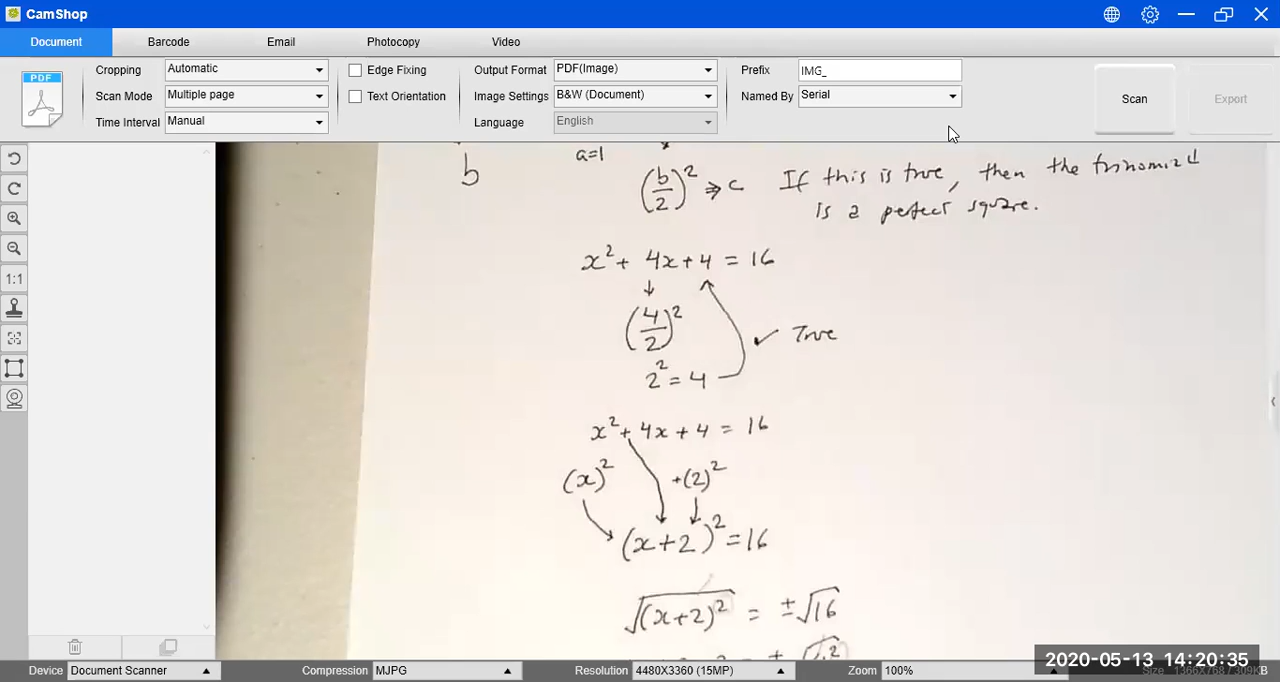 CamShop
Document Barcode Email Photocopy Video
PDF
Cropping Automatic Edge Fixing Output Format PDF(Image) Prefix IMG_
Scan Mode Multiple page Text Orientation Image Settings B&W (Document) Named By Serial Scan Export
Time Interval Manual Language English
1:1
b
a=1
(b/2)² ⇒ c If this is true, then the trinomial
is a perfect square.
x² + 4x + 4 = 16
↓
(4/2)² ✓ True
2² = 4
x² + 4x + 4 = 16
(x)² +(2)²
(x+2)² = 16
√(x+2)² = ±√16
Device Document Scanner Compression MJPG Resolution 4480X3360 (15MP) Zoom 100%
2020-05-13 14:20:35